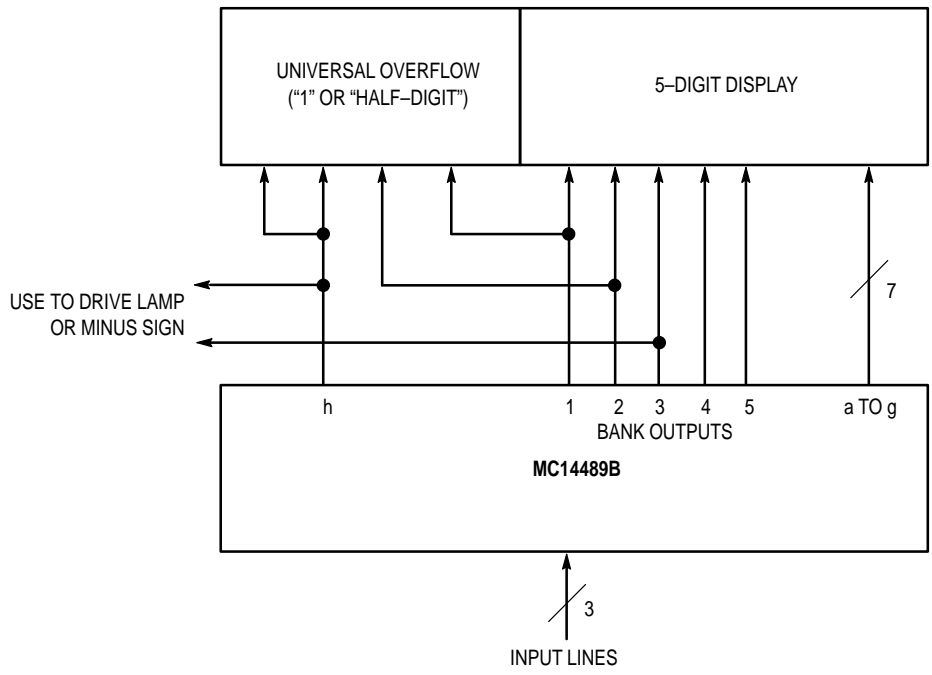 UNIVERSAL OVERFLOW
(“1” OR “HALF–DIGIT”)
5–DIGIT DISPLAY
USE TO DRIVE LAMP
OR MINUS SIGN
7
h
1 2 3 4 5
a TO g
BANK OUTPUTS
MC14489B
3
INPUT LINES